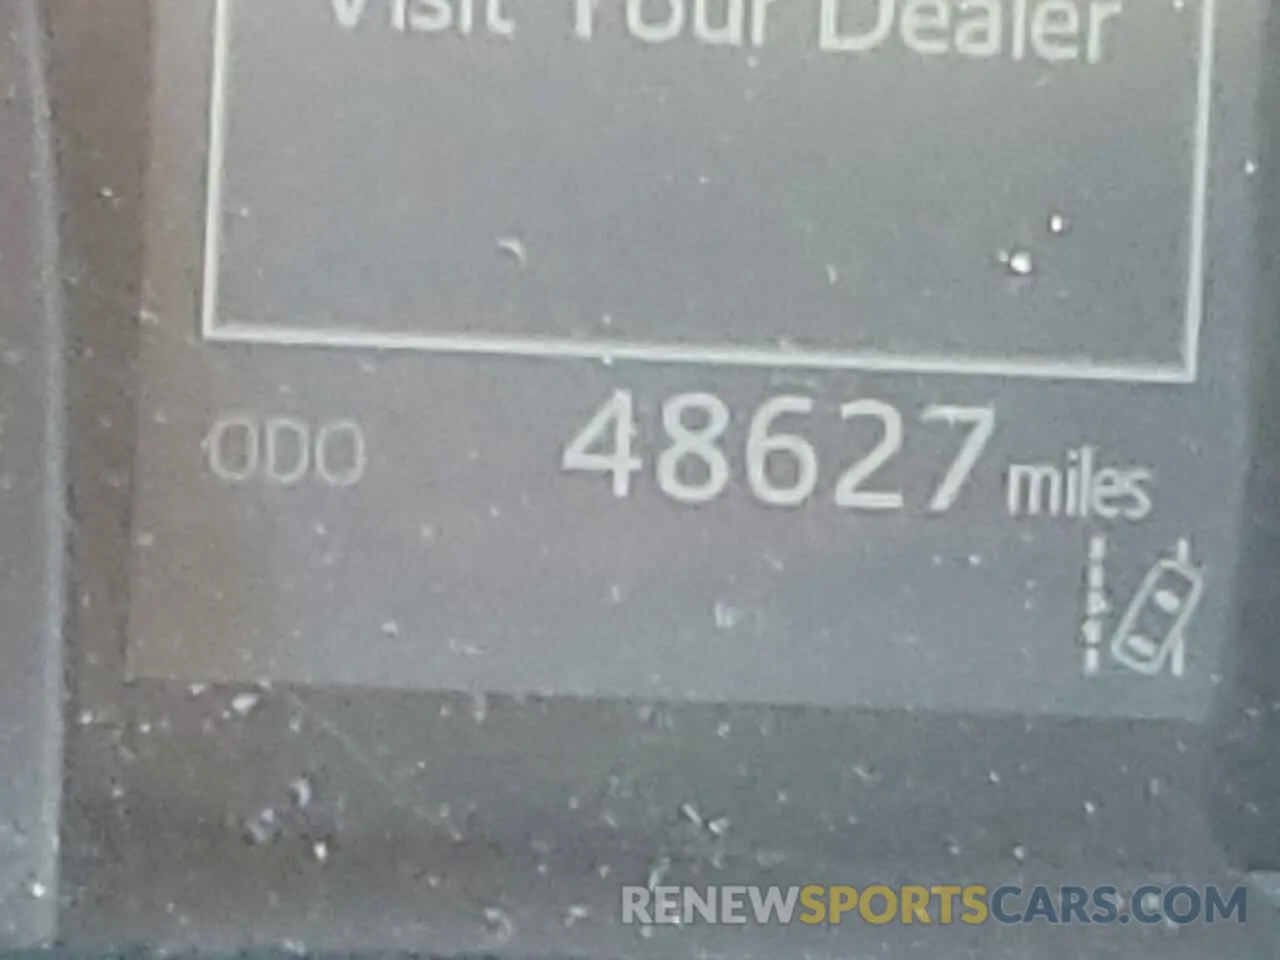 Visit Your Dealer
ODO 48627 miles
RENEWSPORTSCARS.COM